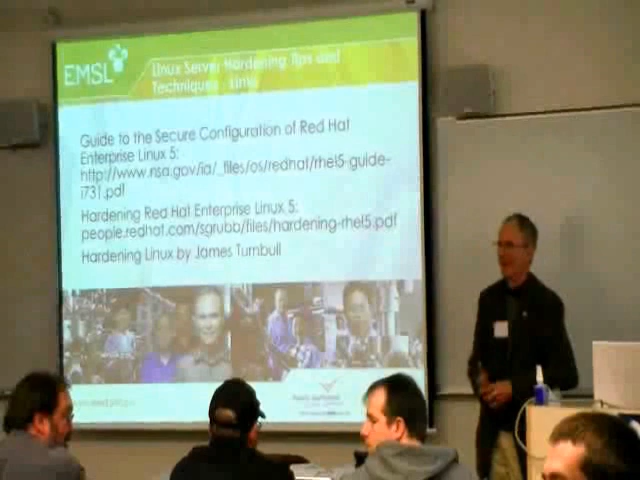 EMSL
Linux Server Hardening Tips and
Techniques - Links
Guide to the Secure Configuration of Red Hat
Enterprise Linux 5:
http://www.nsa.gov/ia/_files/os/redhat/rhel5-guide-
i731.pdf
Hardening Red Hat Enterprise Linux 5:
people.redhat.com/sgrubb/files/hardening-rhel5.pdf
Hardening Linux by James Turnbull